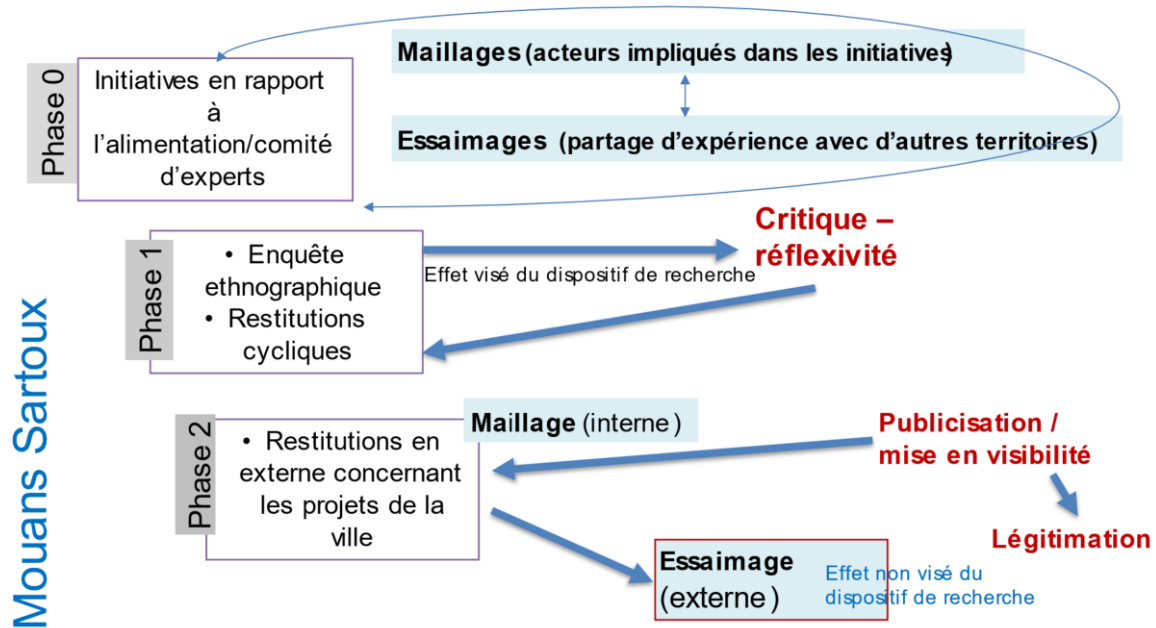 Mouans Sartoux
Phase 0
Initiatives en rapport
à
l'alimentation/comité
d'experts
Maillages (acteurs impliqués dans les initiatives)
Essaimages (partage d'expérience avec d'autres territoires)
Phase 1
• Enquête
ethnographique
• Restitutions
cycliques
Effet visé du dispositif de recherche
Critique –
réflexivité
Phase 2
• Restitutions en
externe concernant
les projets de la
ville
Maillage (interne)
Publicisation /
mise en visibilité
Légitimation
Essaimage
(externe)
Effet non visé du
dispositif de recherche